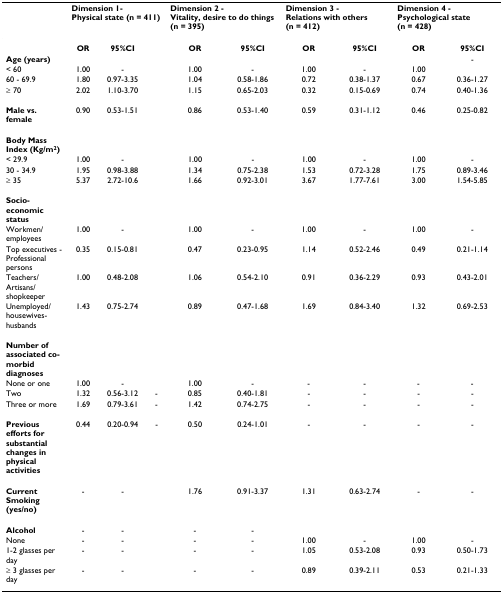 Dimension 1- Dimension 2 - Dimension 3 - Dimension 4 -
Physical state (n = 411) Vitality, desire to do things Relations with others Psychological state
(n = 395) (n = 412) (n = 428)
OR 95%CI OR 95%CI OR 95%CI OR 95%CI
Age (years) -
< 60 1.00 - 1.00 - 1.00 - 1.00
60 - 69.9 1.80 0.97-3.35 1.04 0.58-1.86 0.72 0.38-1.37 0.67 0.36-1.27
≥ 70 2.02 1.10-3.70 1.15 0.65-2.03 0.32 0.15-0.69 0.74 0.40-1.36
Male vs. 0.90 0.53-1.51 0.86 0.53-1.40 0.59 0.31-1.12 0.46 0.25-0.82
female
Body Mass
Index (Kg/m²)
< 29.9 1.00 - 1.00 - 1.00 - 1.00 -
30 - 34.9 1.95 0.98-3.88 1.34 0.75-2.38 1.53 0.72-3.28 1.75 0.89-3.46
≥ 35 5.37 2.72-10.6 1.66 0.92-3.01 3.67 1.77-7.61 3.00 1.54-5.85
Socio-
economic
status
Workmen/ 1.00 - 1.00 - 1.00 - 1.00 -
employees
Top executives - 0.35 0.15-0.81 0.47 0.23-0.95 1.14 0.52-2.46 0.49 0.21-1.14
Professional
persons
Teachers/ 1.00 0.48-2.08 1.06 0.54-2.10 0.91 0.36-2.29 0.93 0.43-2.01
Artisans/
shopkeeper
Unemployed/ 1.43 0.75-2.74 0.89 0.47-1.68 1.69 0.84-3.40 1.32 0.69-2.53
housewives-
husbands
Number of
associated co-
morbid
diagnoses
None or one 1.00 - 1.00 - - - - -
Two 1.32 0.56-3.12 - 0.85 0.40-1.81 - - - -
Three or more 1.69 0.79-3.61 - 1.42 0.74-2.75 - - - -
Previous 0.44 0.20-0.94 - 0.50 0.24-1.01 - - - -
efforts for
substantial
changes in
physical
activities
Current - - 1.76 0.91-3.37 1.31 0.63-2.74 - -
Smoking
(yes/no)
Alcohol - - - -
None - - - - 1.00 - 1.00 -
1-2 glasses per - - - - 1.05 0.53-2.08 0.93 0.50-1.73
day
≥ 3 glasses per - - - - 0.89 0.39-2.11 0.53 0.21-1.33
day